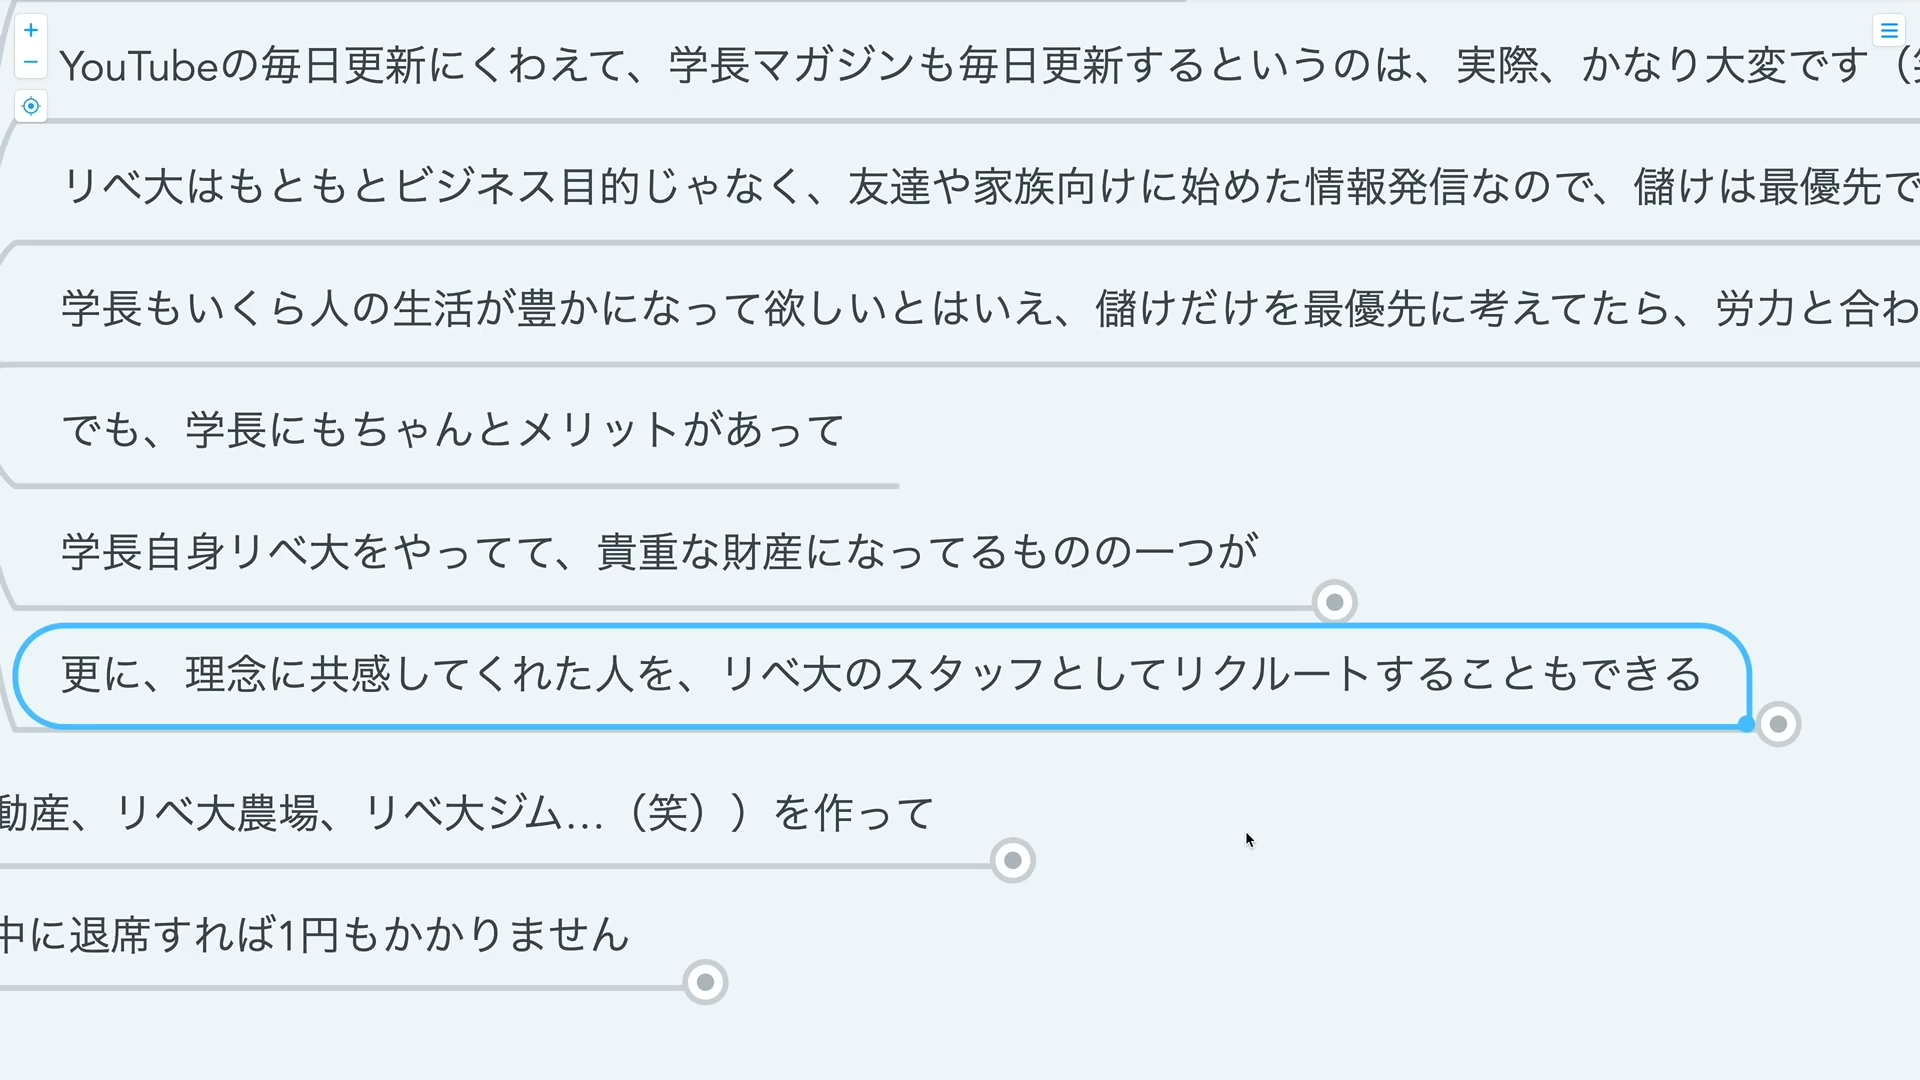 YouTubeの毎日更新にくわえて、学長マガジンも毎日更新するというのは、実際、かなり大変です（
リベ大はもともとビジネス目的じゃなく、友達や家族向けに始めた情報発信なので、儲けは最優先で
学長もいくら人の生活が豊かになって欲しいとはいえ、儲けだけを最優先に考えてたら、労力と合わ
でも、学長にもちゃんとメリットがあって
学長自身リベ大をやってて、貴重な財産になってるものの一つが
更に、理念に共感してくれた人を、リベ大のスタッフとしてリクルートすることもできる
動産、リベ大農場、リベ大ジム…（笑））を作って
中に退席すれば1円もかかりません